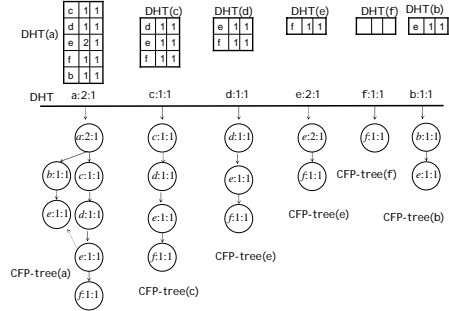 DHT(a)
c 1 1
d 1 1
e 2 1
f 1 1
b 1 1
DHT(c)
d 1 1
e 1 1
f 1 1
DHT(d)
e 1 1
f 1 1
DHT(e)
f 1 1
DHT(f)
DHT(b)
e 1 1
DHT a:2:1 c:1:1 d:1:1 e:2:1 f:1:1 b:1:1
a:2:1 c:1:1 d:1:1 e:2:1 f:1:1 b:1:1
b:1:1 c:1:1 d:1:1 e:1:1 f:1:1 e:1:1
CFP-tree(f)
e:1:1 d:1:1 e:1:1 f:1:1
CFP-tree(e)
CFP-tree(b)
e:1:1 f:1:1
CFP-tree(e)
CFP-tree(a)
f:1:1
CFP-tree(c)